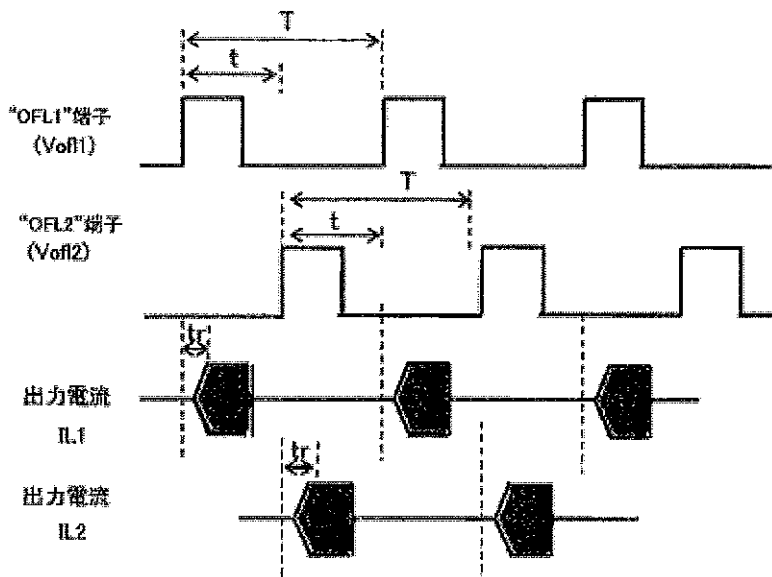 T
t
"OFL1"端子
(Vofl1)
T
t
"OFL2"端子
(Vofl2)
tr
出力電流
IL1
tr
出力電流
IL2